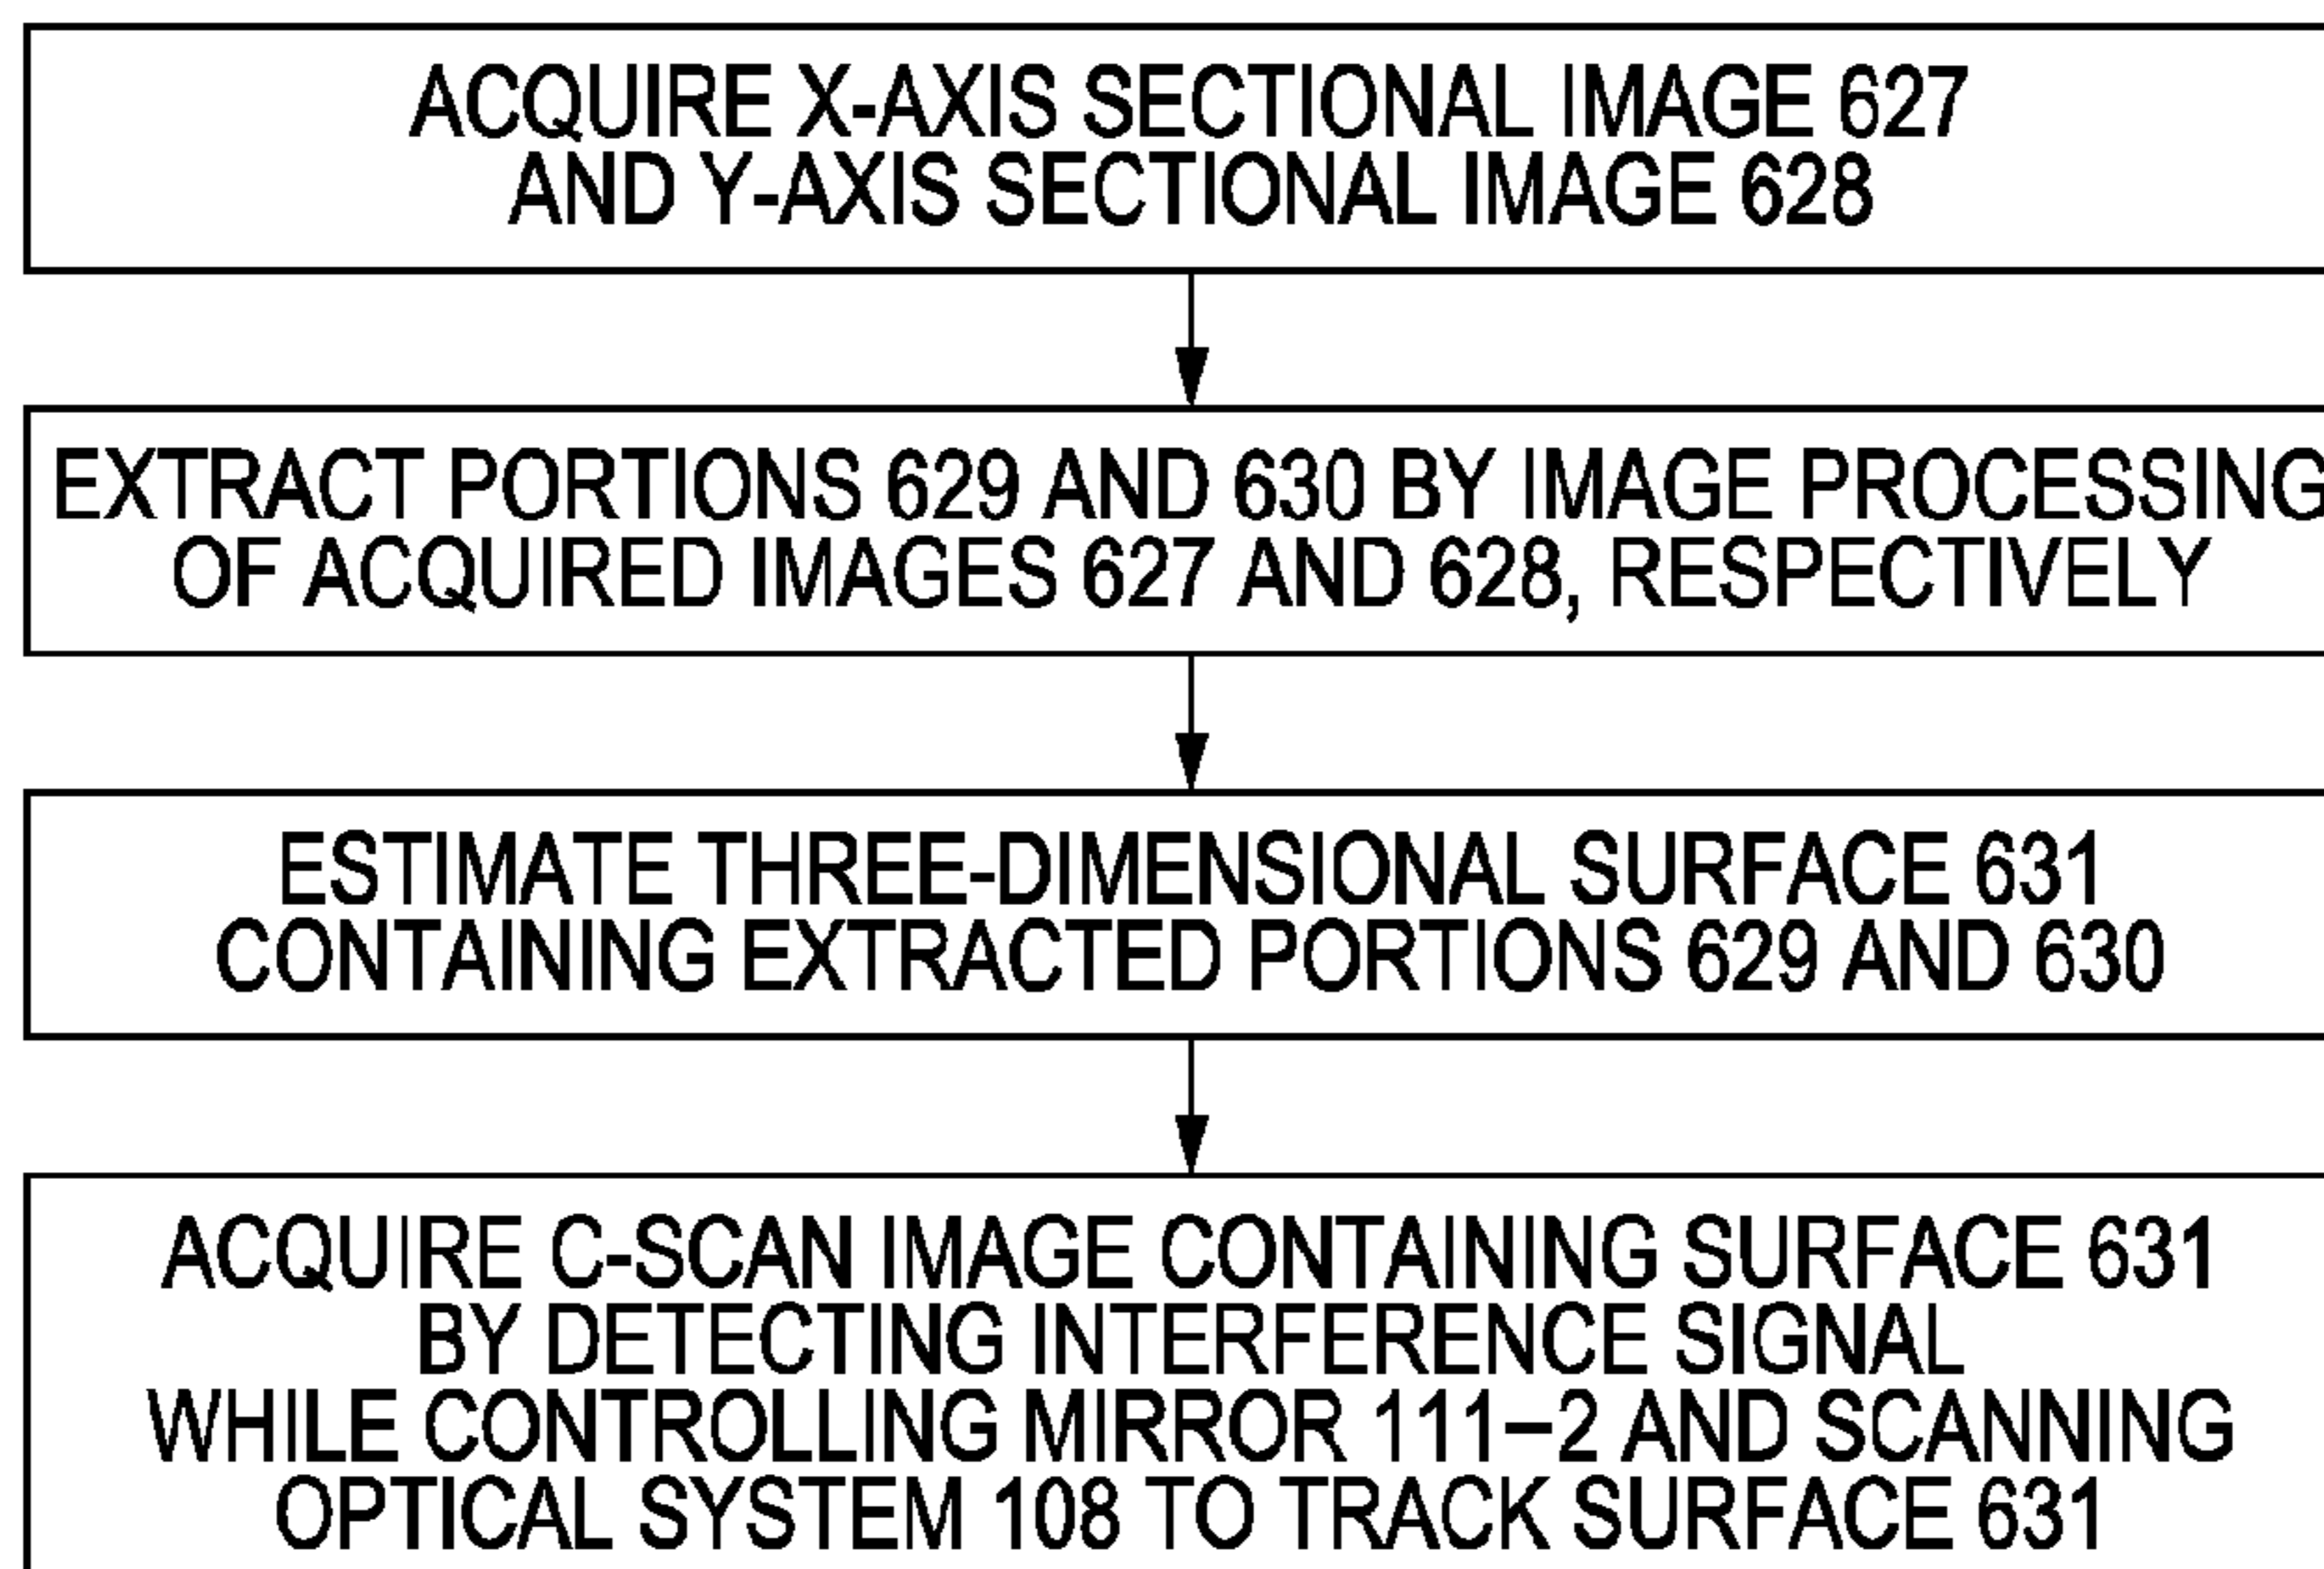 ACQUIRE X-AXIS SECTIONAL IMAGE 627
AND Y-AXIS SECTIONAL IMAGE 628
EXTRACT PORTIONS 629 AND 630 BY IMAGE PROCESSING
OF ACQUIRED IMAGES 627 AND 628, RESPECTIVELY
ESTIMATE THREE-DIMENSIONAL SURFACE 631
CONTAINING EXTRACTED PORTIONS 629 AND 630
ACQUIRE C-SCAN IMAGE CONTAINING SURFACE 631
BY DETECTING INTERFERENCE SIGNAL
WHILE CONTROLLING MIRROR 111–2 AND SCANNING
OPTICAL SYSTEM 108 TO TRACK SURFACE 631